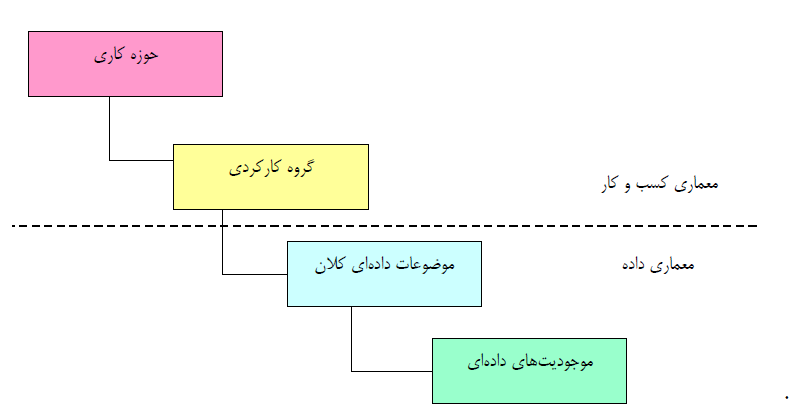 حوزه کاری
گروه کارکردی
معماری کسب و کار
موضوعات داده‌ای کلان
معماری داده
موجودیت‌های داده‌ای
.